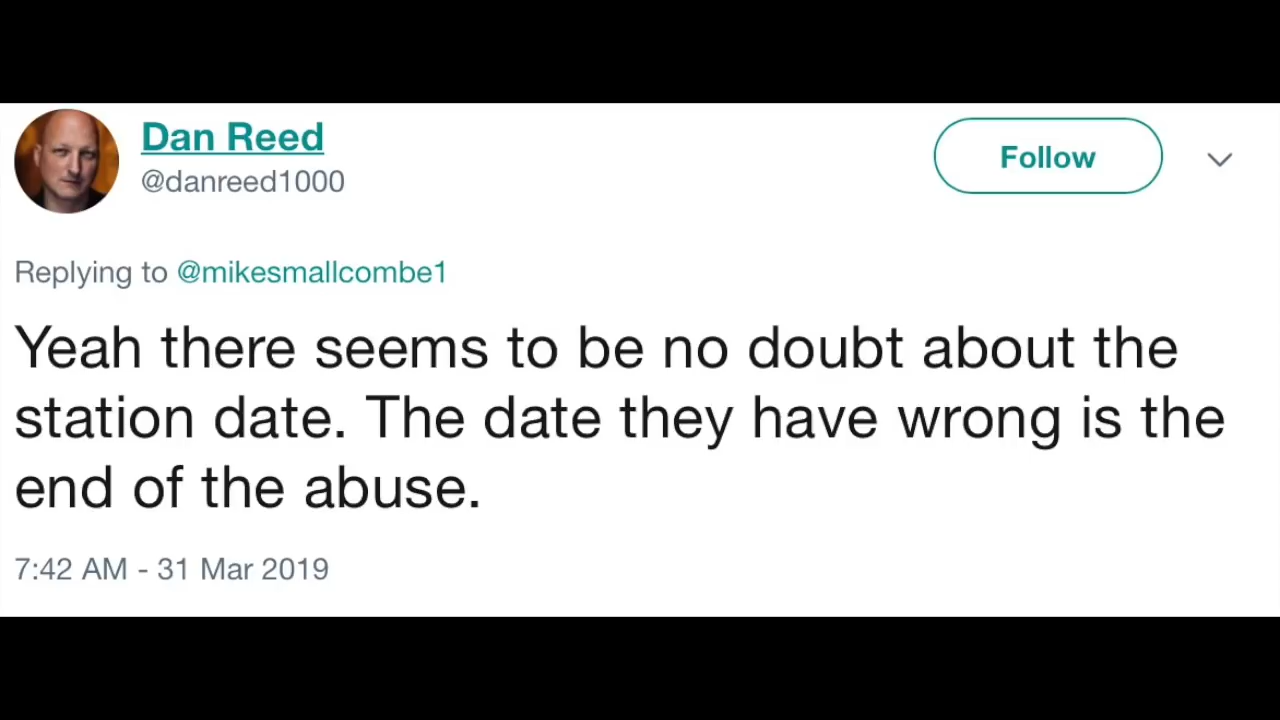 Dan Reed
@danreed1000
Follow
Replying to @mikesmallcombe1
Yeah there seems to be no doubt about the
station date. The date they have wrong is the
end of the abuse.
7:42 AM - 31 Mar 2019